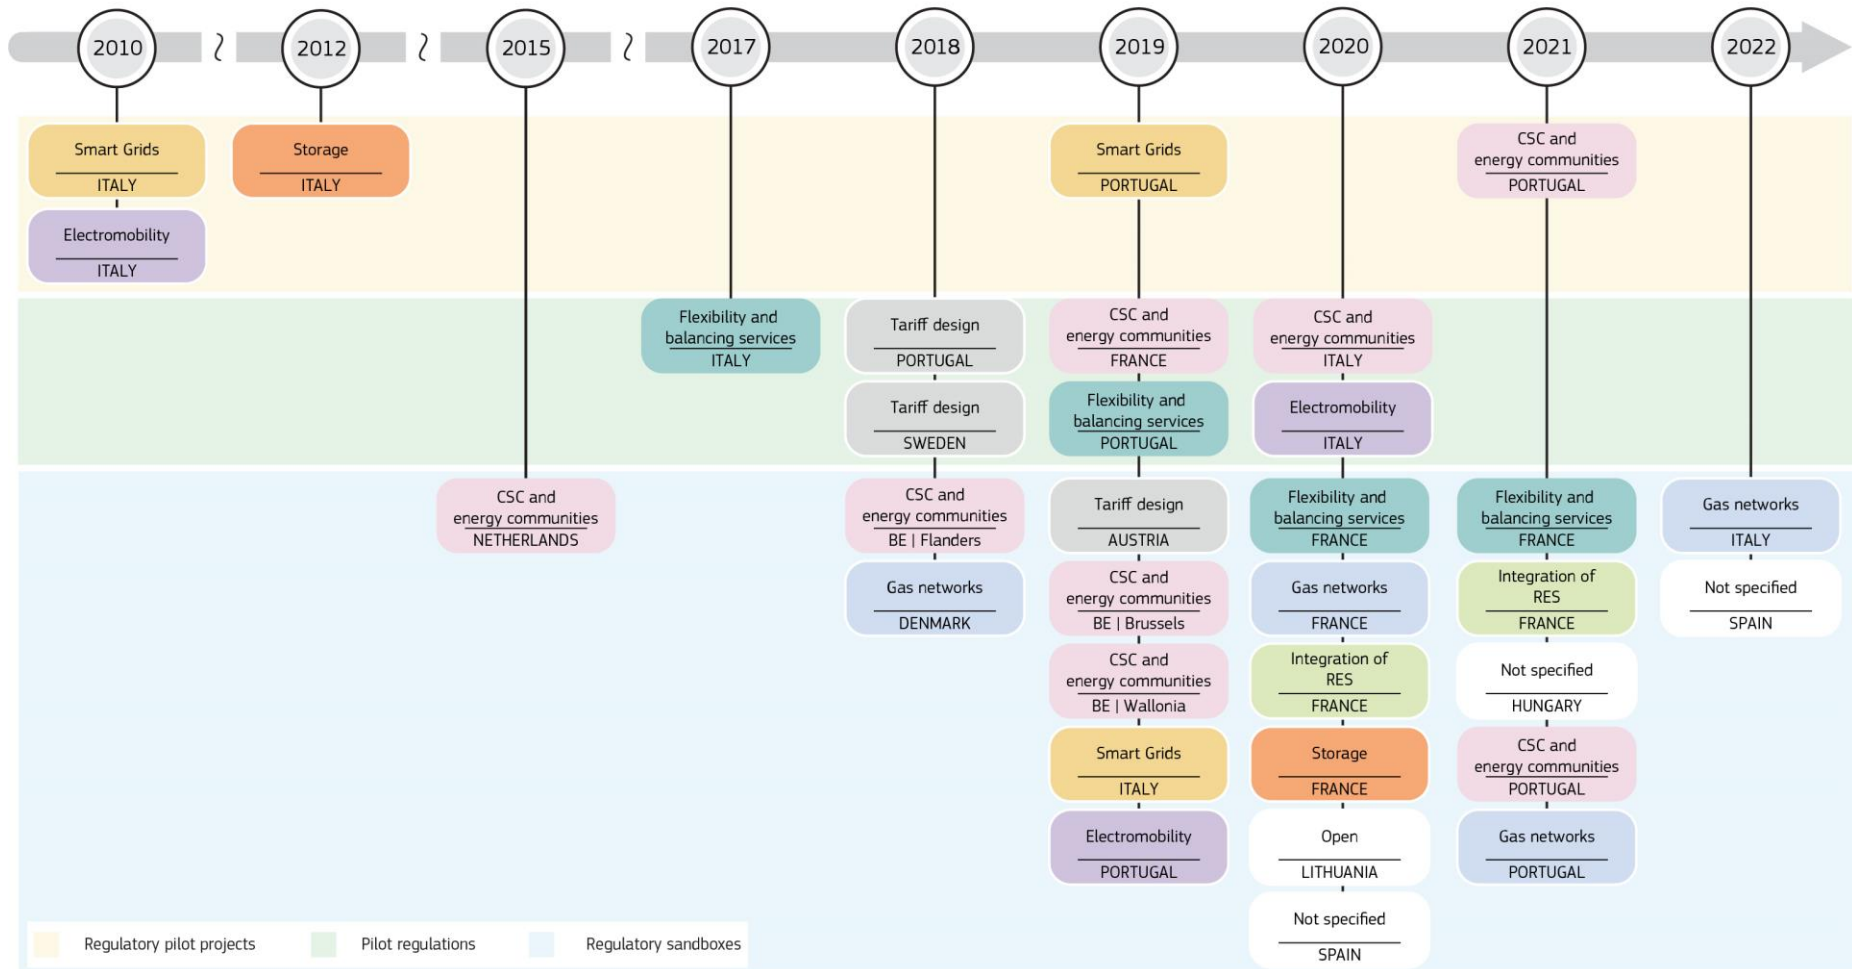 2010
2012
2015
2017
2018
2019
2020
2021
2022
Smart Grids
ITALY
Electromobility
ITALY
Storage
ITALY
Smart Grids
PORTUGAL
CSC and
energy communities
PORTUGAL
Flexibility and
balancing services
ITALY
Tariff design
PORTUGAL
Tariff design
SWEDEN
CSC and
energy communities
FRANCE
Flexibility and
balancing services
PORTUGAL
CSC and
energy communities
ITALY
Electromobility
ITALY
CSC and
energy communities
NETHERLANDS
CSC and
energy communities
BE | Flanders
Gas networks
DENMARK
Tariff design
AUSTRIA
CSC and
energy communities
BE | Brussels
CSC and
energy communities
BE | Wallonia
Smart Grids
ITALY
Electromobility
PORTUGAL
Flexibility and
balancing services
FRANCE
Gas networks
FRANCE
Integration of
RES
FRANCE
Storage
FRANCE
Open
LITHUANIA
Not specified
SPAIN
Flexibility and
balancing services
FRANCE
Integration of
RES
FRANCE
Not specified
HUNGARY
CSC and
energy communities
PORTUGAL
Gas networks
PORTUGAL
Gas networks
ITALY
Not specified
SPAIN
Regulatory pilot projects
Pilot regulations
Regulatory sandboxes